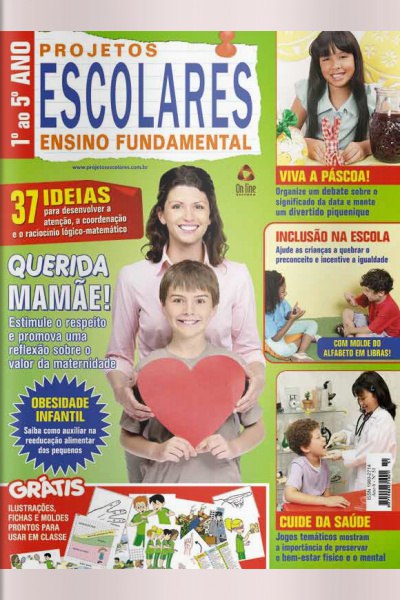 1º ao 5º ANO
PROJETOS
ESCOLARES
ENSINO FUNDAMENTAL
www.projetosescolares.com.br
On line
EDITORA
37 IDEIAS
para desenvolver a
atenção, a coordenação
e o raciocínio lógico-matemático
QUERIDA
MAMÃE!
Estimule o respeito
e promova uma
reflexão sobre o
valor da maternidade
OBESIDADE
INFANTIL
Saiba como auxiliar na
reeducação alimentar
dos pequenos
GRÁTIS
ILUSTRAÇÕES,
FICHAS E MOLDES
PRONTOS PARA
USAR EM CLASSE
VIVA A PÁSCOA!
Organize um debate sobre o
significado da data e monte
um divertido piquenique
INCLUSÃO NA ESCOLA
Ajude as crianças a quebrar o
preconceito e incentive a igualdade
COM MOLDE DO
ALFABETO EM LIBRAS!
CUIDE DA SAÚDE
Jogos temáticos mostram
a importância de preservar
o bem-estar físico e o mental